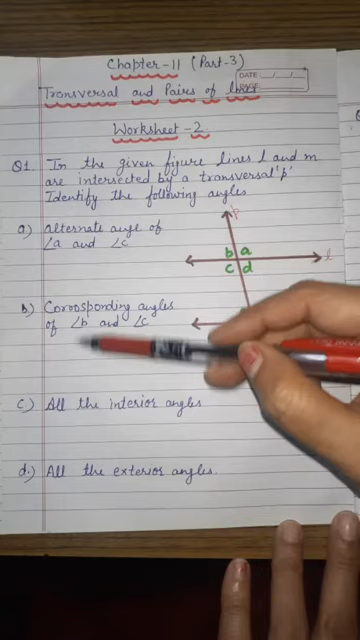 Chapter-11 (Part-3)
DATE
Transversal and Pairs of lines
Worksheet-2
Q1. In the given figure lines l and m
are intersected by a transversal 'p'
Identify the following angles
a) alternate angle of
∠a and ∠c
p
b a
c d
l
b.) Corrosponding angles
of ∠b and ∠c
c.) All the interior angles
d.) All the exterior angles.